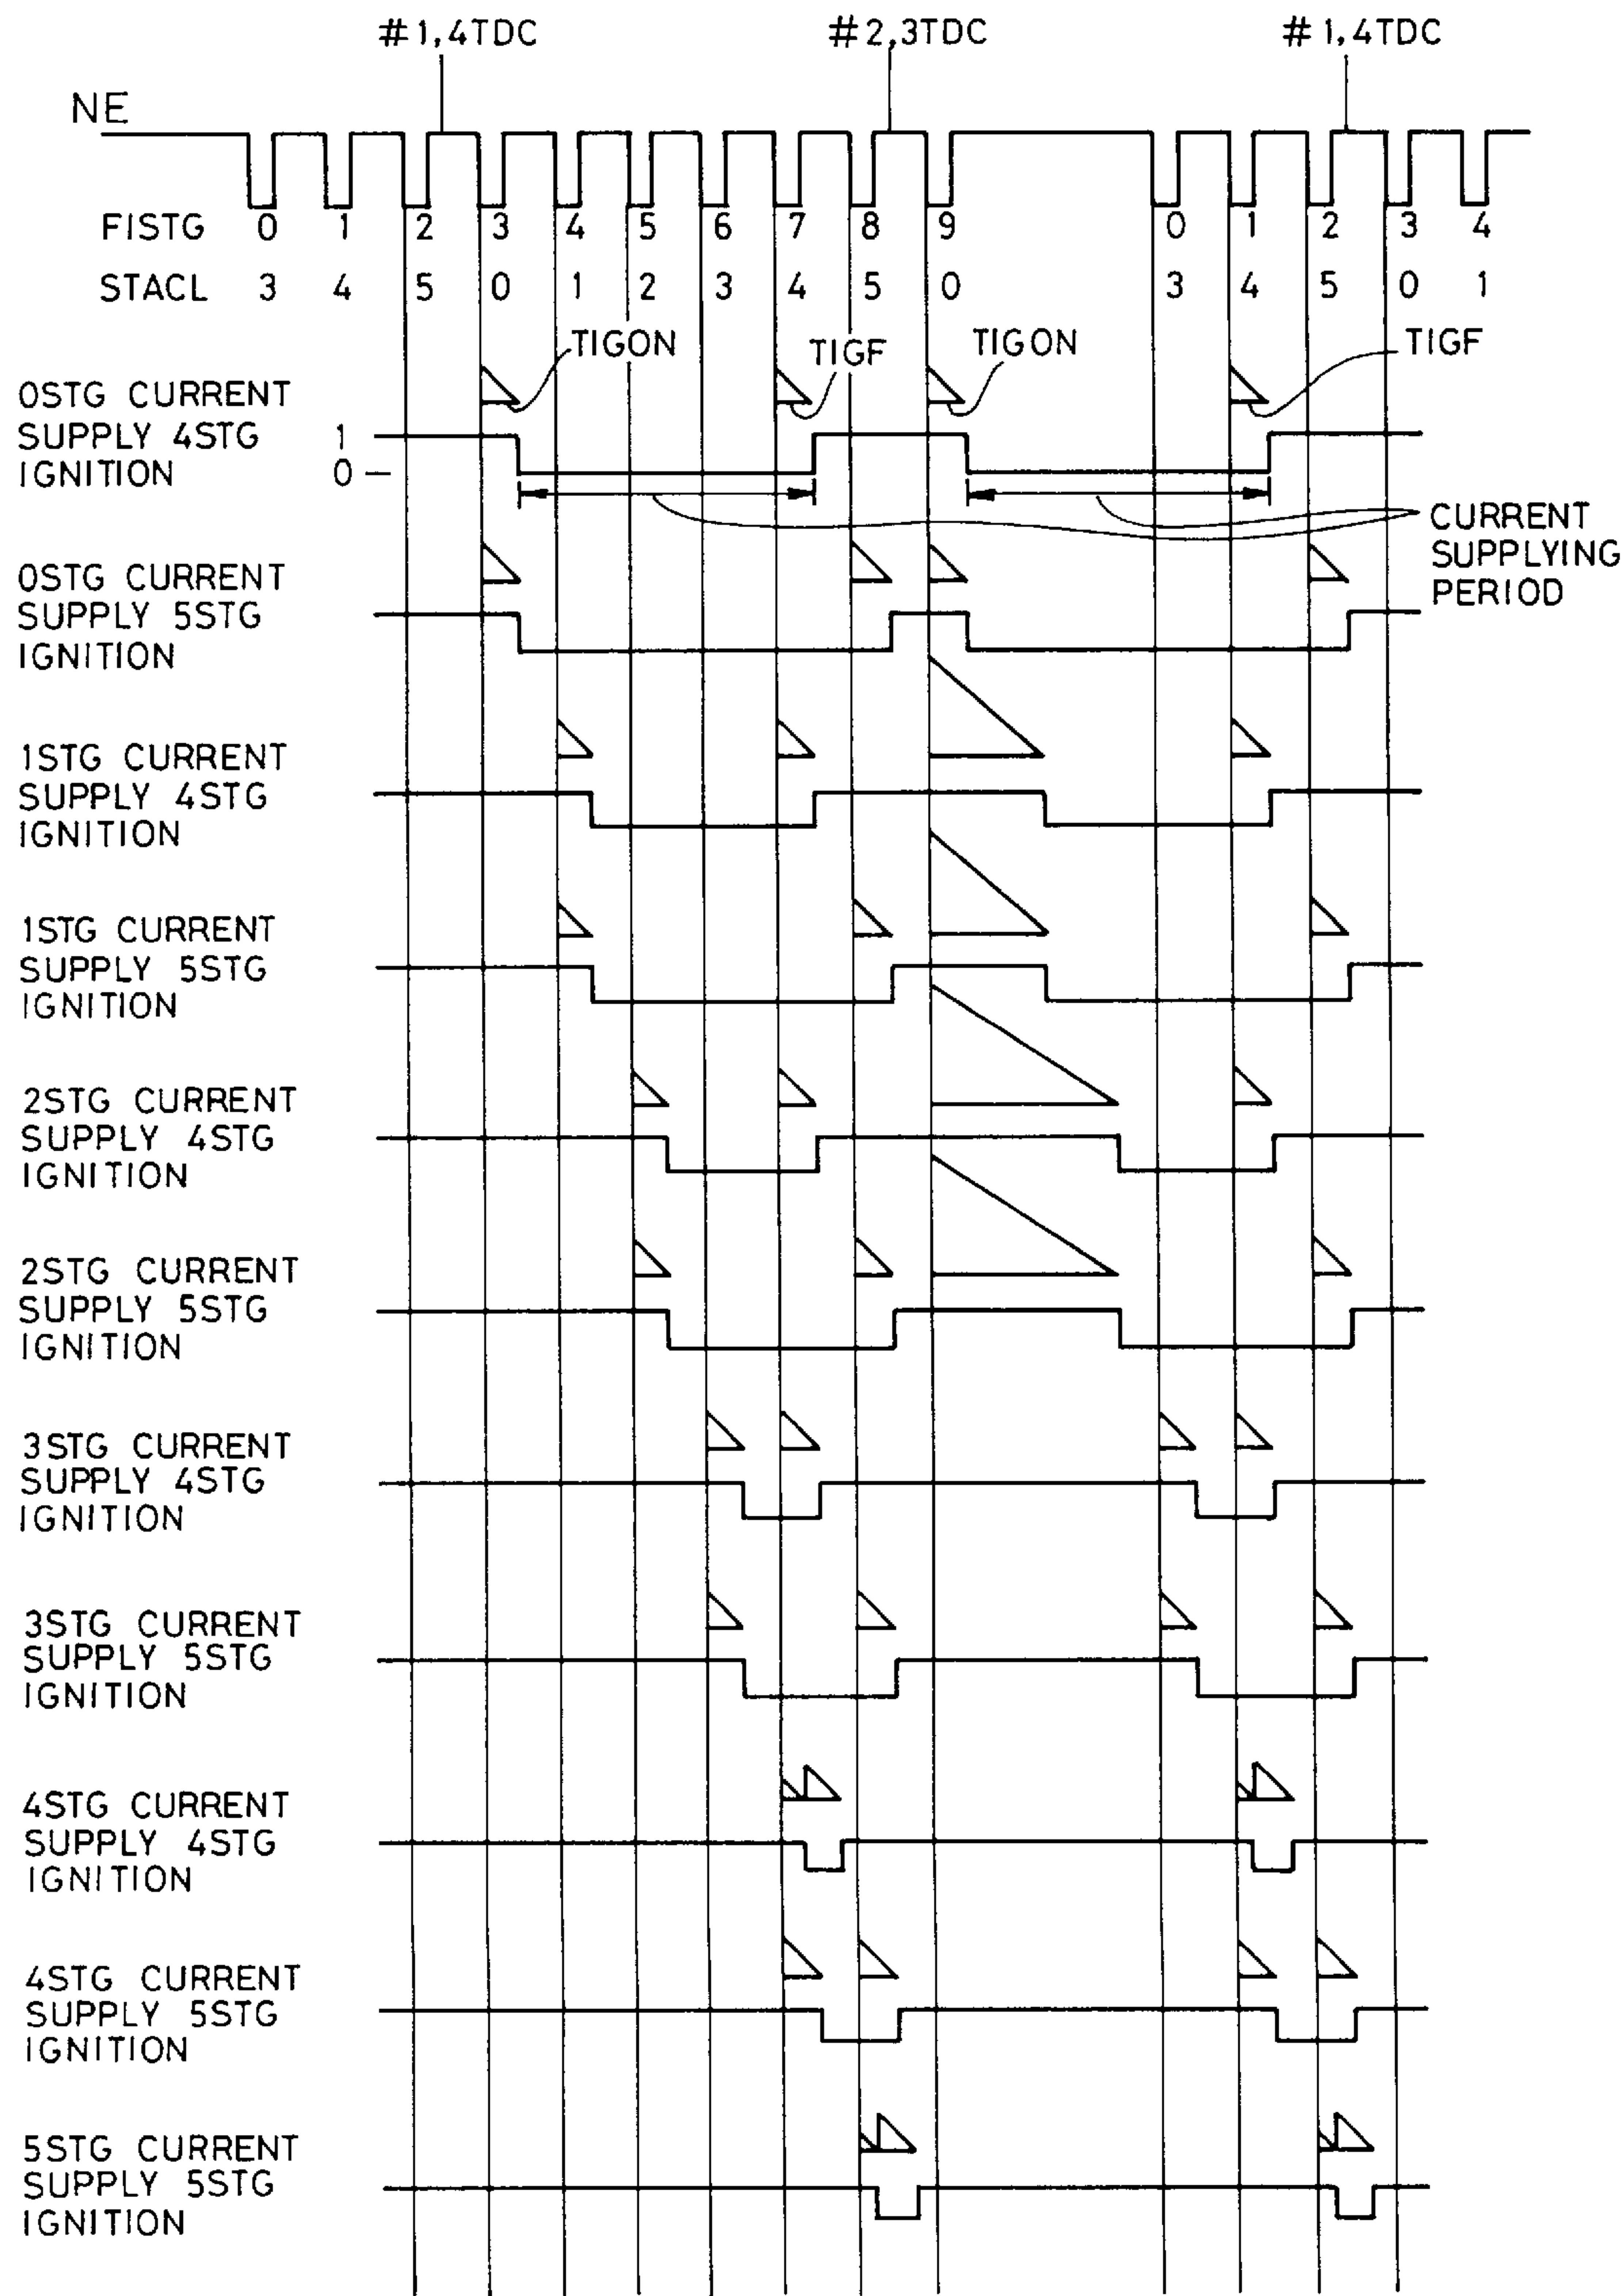 #1,4TDC #2,3TDC #1,4TDC
NE
FISTG 0 1 2 3 4 5 6 7 8 9 0 1 2 3 4
STACL 3 4 5 0 1 2 3 4 5 0 3 4 5 0 1
TIGON TIGF TIGON TIGF
0STG CURRENT
SUPPLY 4STG
IGNITION
1
0
CURRENT
SUPPLYING
PERIOD
0STG CURRENT
SUPPLY 5STG
IGNITION
1STG CURRENT
SUPPLY 4STG
IGNITION
1STG CURRENT
SUPPLY 5STG
IGNITION
2STG CURRENT
SUPPLY 4STG
IGNITION
2STG CURRENT
SUPPLY 5STG
IGNITION
3STG CURRENT
SUPPLY 4STG
IGNITION
3STG CURRENT
SUPPLY 5STG
IGNITION
4STG CURRENT
SUPPLY 4STG
IGNITION
4STG CURRENT
SUPPLY 5STG
IGNITION
5STG CURRENT
SUPPLY 5STG
IGNITION